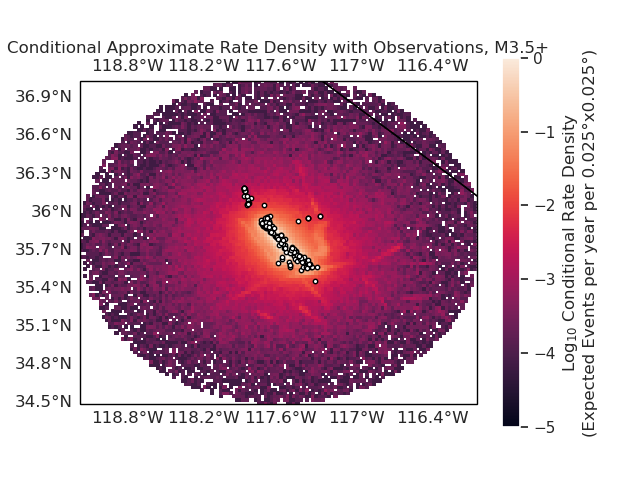 Conditional Approximate Rate Density with Observations, M3.5+
118.8°W 118.2°W 117.6°W 117°W 116.4°W
36.9°N
36.6°N
36.3°N
36°N
35.7°N
35.4°N
35.1°N
34.8°N
34.5°N
118.8°W 118.2°W 117.6°W 117°W 116.4°W
0
−1
−2
−3
−4
−5
Log₁₀ Conditional Rate Density
(Expected Events per year per 0.025°x0.025°)